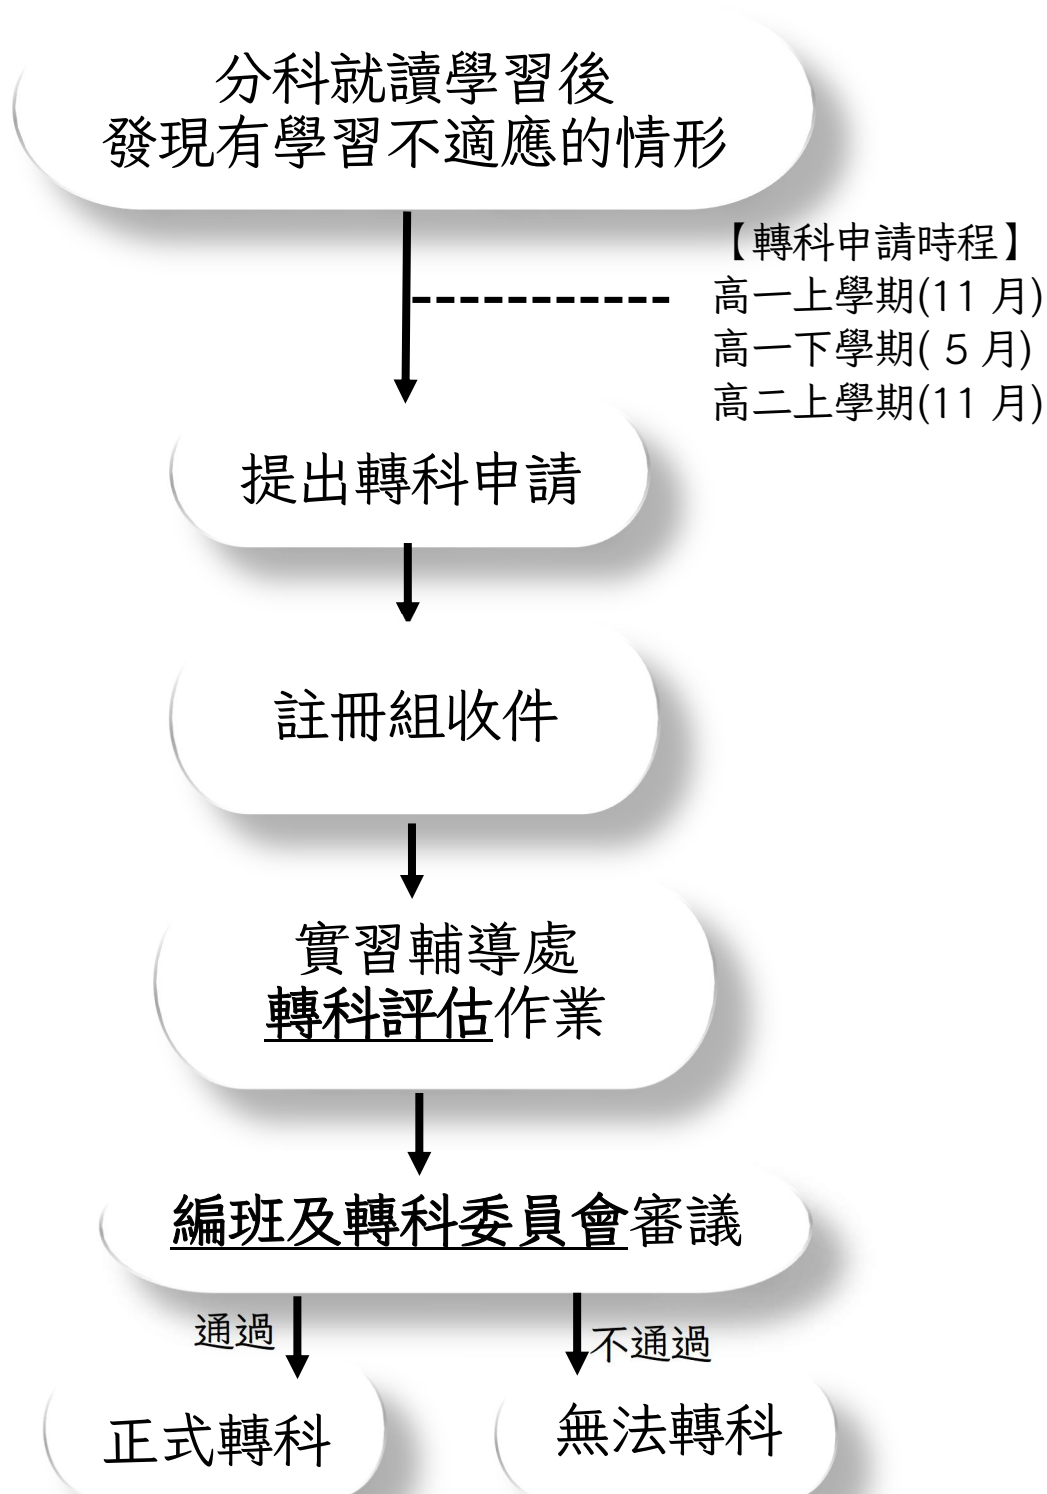 分科就讀學習後
發現有學習不適應的情形
【轉科申請時程】
高一上學期(11 月)
高一下學期( 5 月)
高二上學期(11 月)
提出轉科申請
註冊組收件
實習輔導處
轉科評估作業
編班及轉科委員會審議
通過
不通過
正式轉科
無法轉科